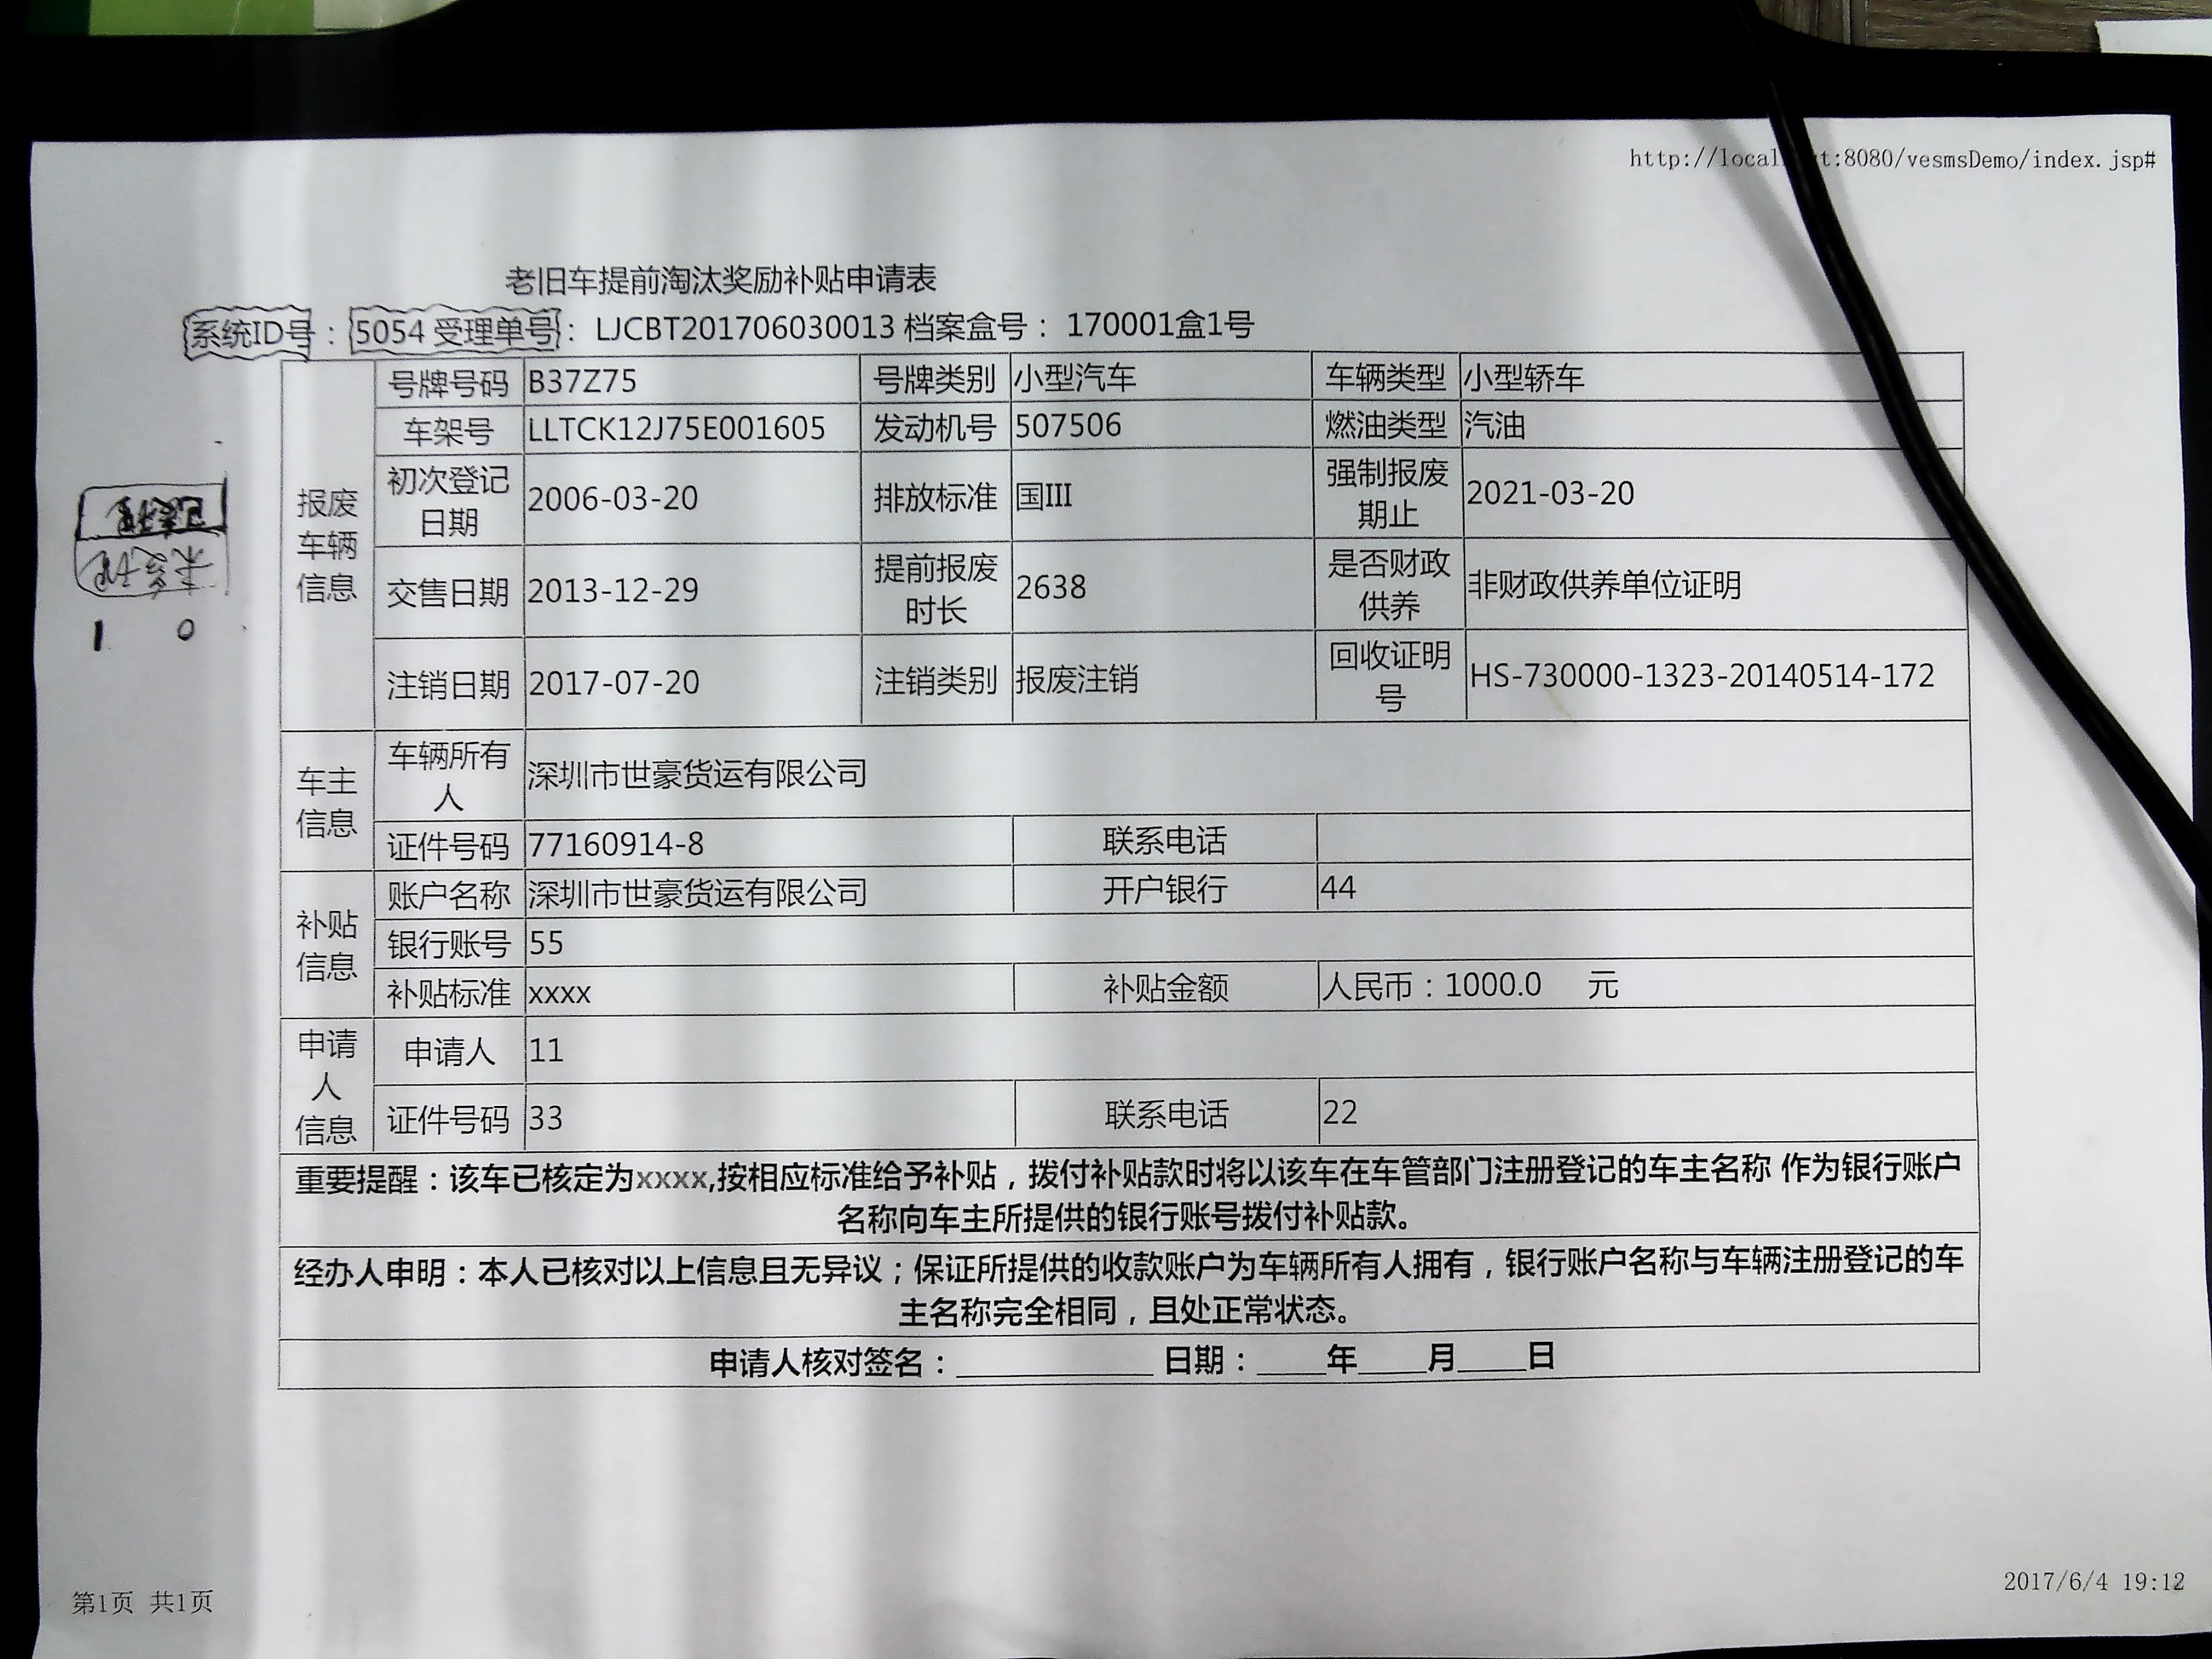 老旧车提前淘汰奖励补贴申请表
系统ID号：5054 受理单号：LJCBT201706030013 档案盒号：170001盒1号
报废车辆信息
号牌号码 B37Z75 号牌类别 小型汽车 车辆类型 小型轿车
车架号 LLTCK12J75E001605 发动机号 507506 燃油类型 汽油
初次登记日期 2006-03-20 排放标准 国III 强制报废期止 2021-03-20
交售日期 2013-12-29 提前报废时长 2638 是否财政供养 非财政供养单位证明
注销日期 2017-07-20 注销类别 报废注销 回收证明号 HS-730000-1323-20140514-172
1 0
车主信息
车辆所有人 深圳市世豪货运有限公司
证件号码 77160914-8 联系电话
补贴信息
账户名称 深圳市世豪货运有限公司 开户银行 44
银行账号 55
补贴标准 xxxx 补贴金额 人民币：1000.0 元
申请人信息
申请人 11
证件号码 33 联系电话 22
重要提醒：该车已核定为xxxx,按相应标准给予补贴，拨付补贴款时将以该车在车管部门注册登记的车主名称 作为银行账户
名称向车主所提供的银行账号拨付补贴款。
经办人申明：本人已核对以上信息且无异议；保证所提供的收款账户为车辆所有人拥有，银行账户名称与车辆注册登记的车
主名称完全相同，且处正常状态。
申请人核对签名：____________ 日期：____年____月____日
第1页 共1页
2017/6/4 19:12